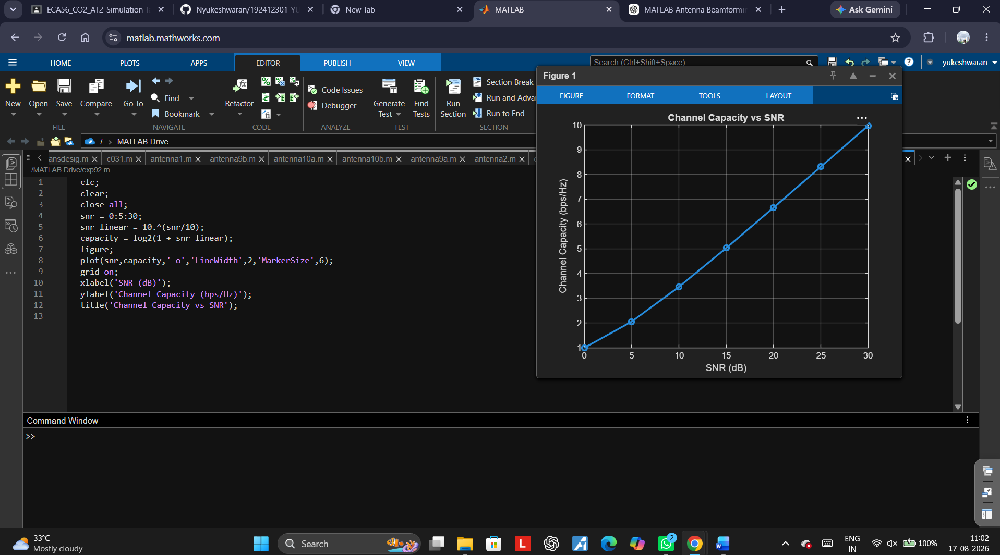 ECA56_CO2_AT2-Simulation T
Nyukeshwaran/192412301-YU
New Tab
MATLAB
MATLAB Antenna Beamformin
Ask Gemini
matlab.mathworks.com
HOME
PLOTS
APPS
EDITOR
PUBLISH
VIEW
Search (Ctrl+Shift+Space)
yukeshwaran
New
Open
Save
Compare
FILE
Go To
Find
Bookmark
NAVIGATE
Refactor
CODE
Code Issues
Debugger
ANALYZE
Generate
Test
Find
Tests
TEST
Run
Section
Section Break
Run and Advan
Run to End
SECTION
/ > MATLAB Drive
ansdesig.m
c031.m
antenna1.m
antenna9b.m
antenna10a.m
antenna10b.m
antenna9a.m
antenna2.m
/MATLAB Drive/exp92.m
1 clc;
2 clear;
3 close all;
4 snr = 0:5:30;
5 snr_linear = 10.^(snr/10);
6 capacity = log2(1 + snr_linear);
7 figure;
8 plot(snr,capacity,'-o','LineWidth',2,'MarkerSize',6);
9 grid on;
10 xlabel('SNR (dB)');
11 ylabel('Channel Capacity (bps/Hz)');
12 title('Channel Capacity vs SNR');
13
Figure 1
FIGURE
FORMAT
TOOLS
LAYOUT
Channel Capacity vs SNR
Channel Capacity (bps/Hz)
10
9
8
7
6
5
4
3
2
1
0 5 10 15 20 25 30
SNR (dB)
Command Window
>>
33°C
Mostly cloudy
Search
2
ENG
IN
100%
11:02
17-08-2026